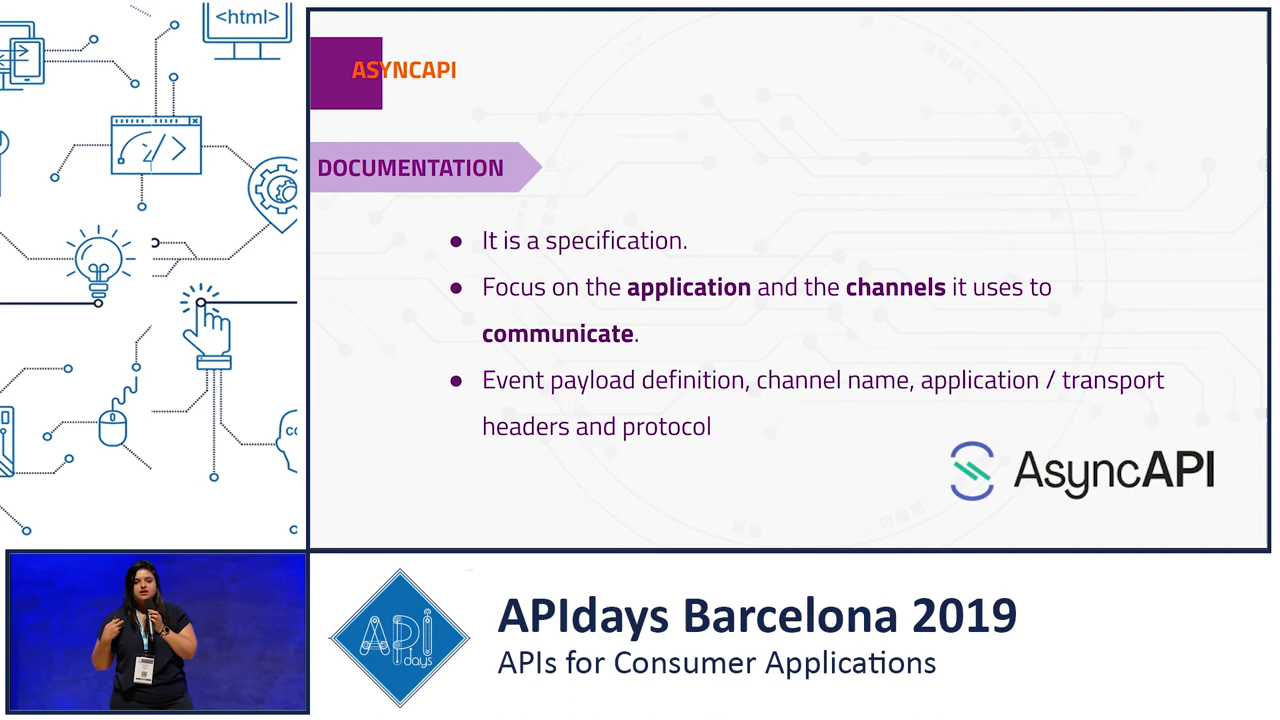 <html>
ASYNCAPI
DOCUMENTATION
● It is a specification.
● Focus on the application and the channels it uses to
communicate.
● Event payload definition, channel name, application / transport
headers and protocol
AsyncAPI
API
days
APIdays Barcelona 2019
APIs for Consumer Applications